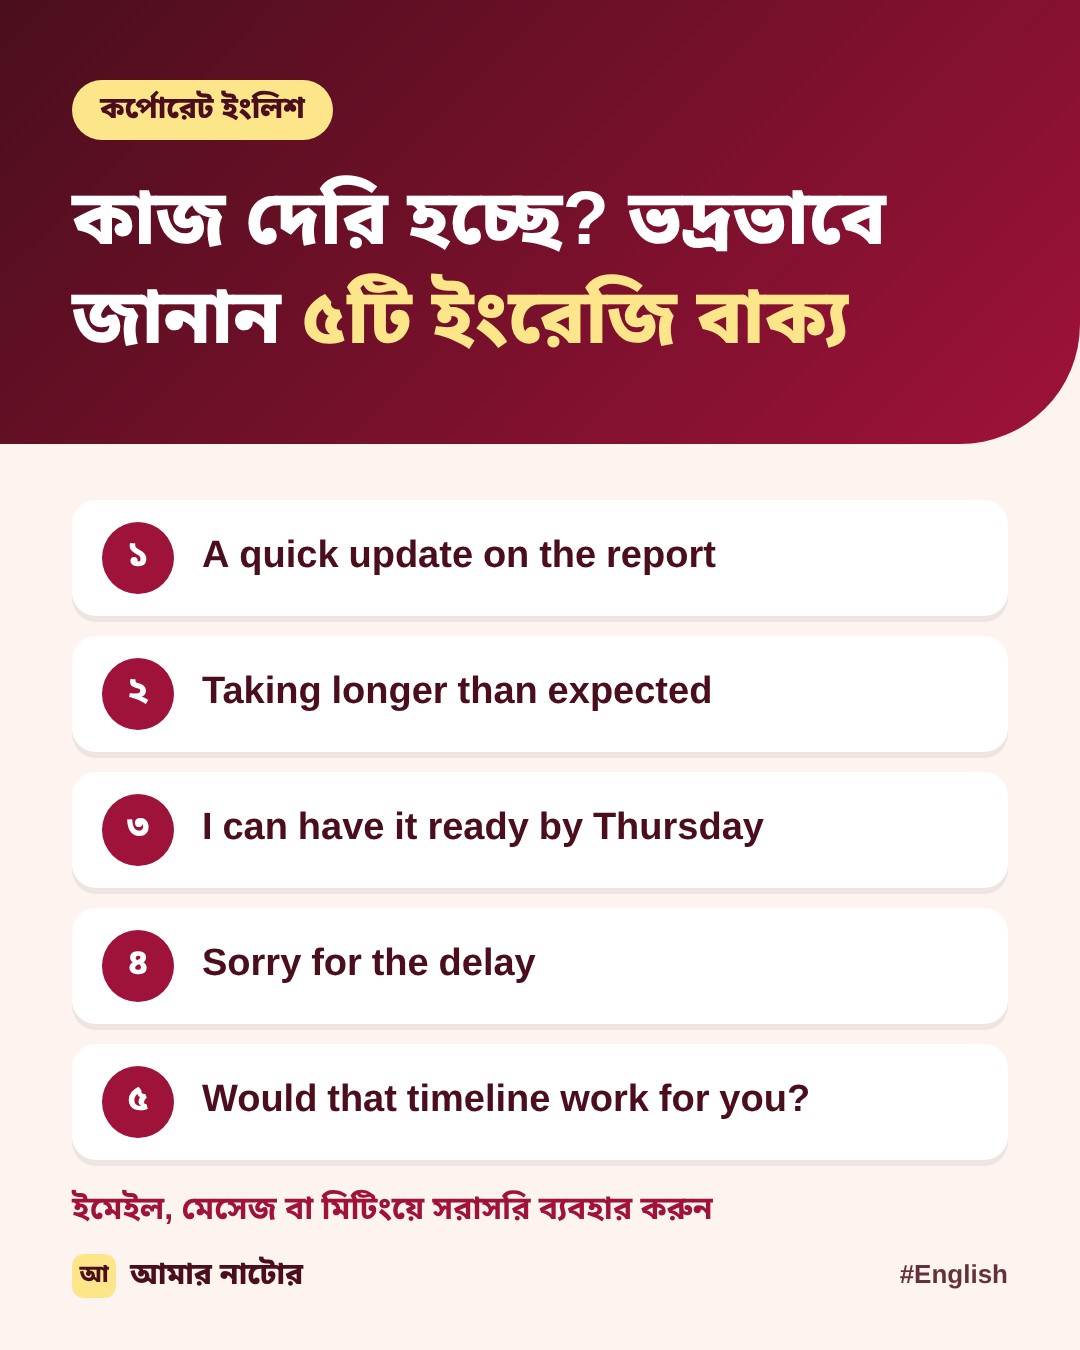 কর্পোরেট ইংলিশ
কাজ দেরি হচ্ছে? ভদ্রভাবে
জানান ৫টি ইংরেজি বাক্য
১ A quick update on the report
২ Taking longer than expected
৩ I can have it ready by Thursday
৪ Sorry for the delay
৫ Would that timeline work for you?
ইমেইল, মেসেজ বা মিটিংয়ে সরাসরি ব্যবহার করুন
আ আমার নাটোর #English